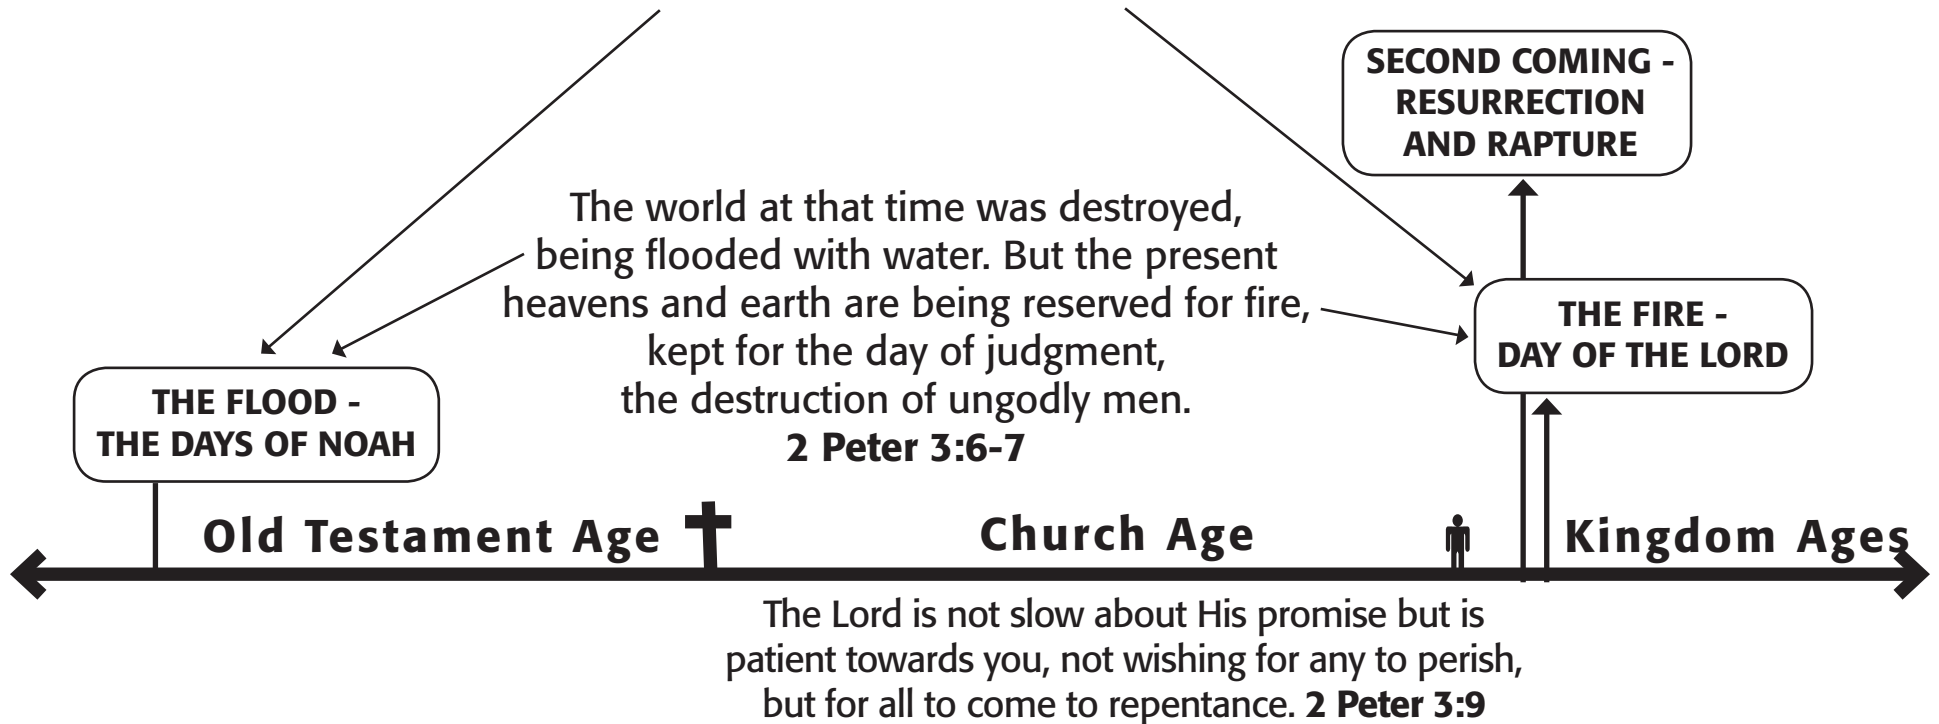 SECOND COMING -
RESURRECTION
AND RAPTURE
The world at that time was destroyed,
being flooded with water. But the present
heavens and earth are being reserved for fire,
kept for the day of judgment,
the destruction of ungodly men.
2 Peter 3:6-7
THE FIRE -
DAY OF THE LORD
THE FLOOD -
THE DAYS OF NOAH
Old Testament Age
Church Age
Kingdom Ages
The Lord is not slow about His promise but is
patient towards you, not wishing for any to perish,
but for all to come to repentance. 2 Peter 3:9